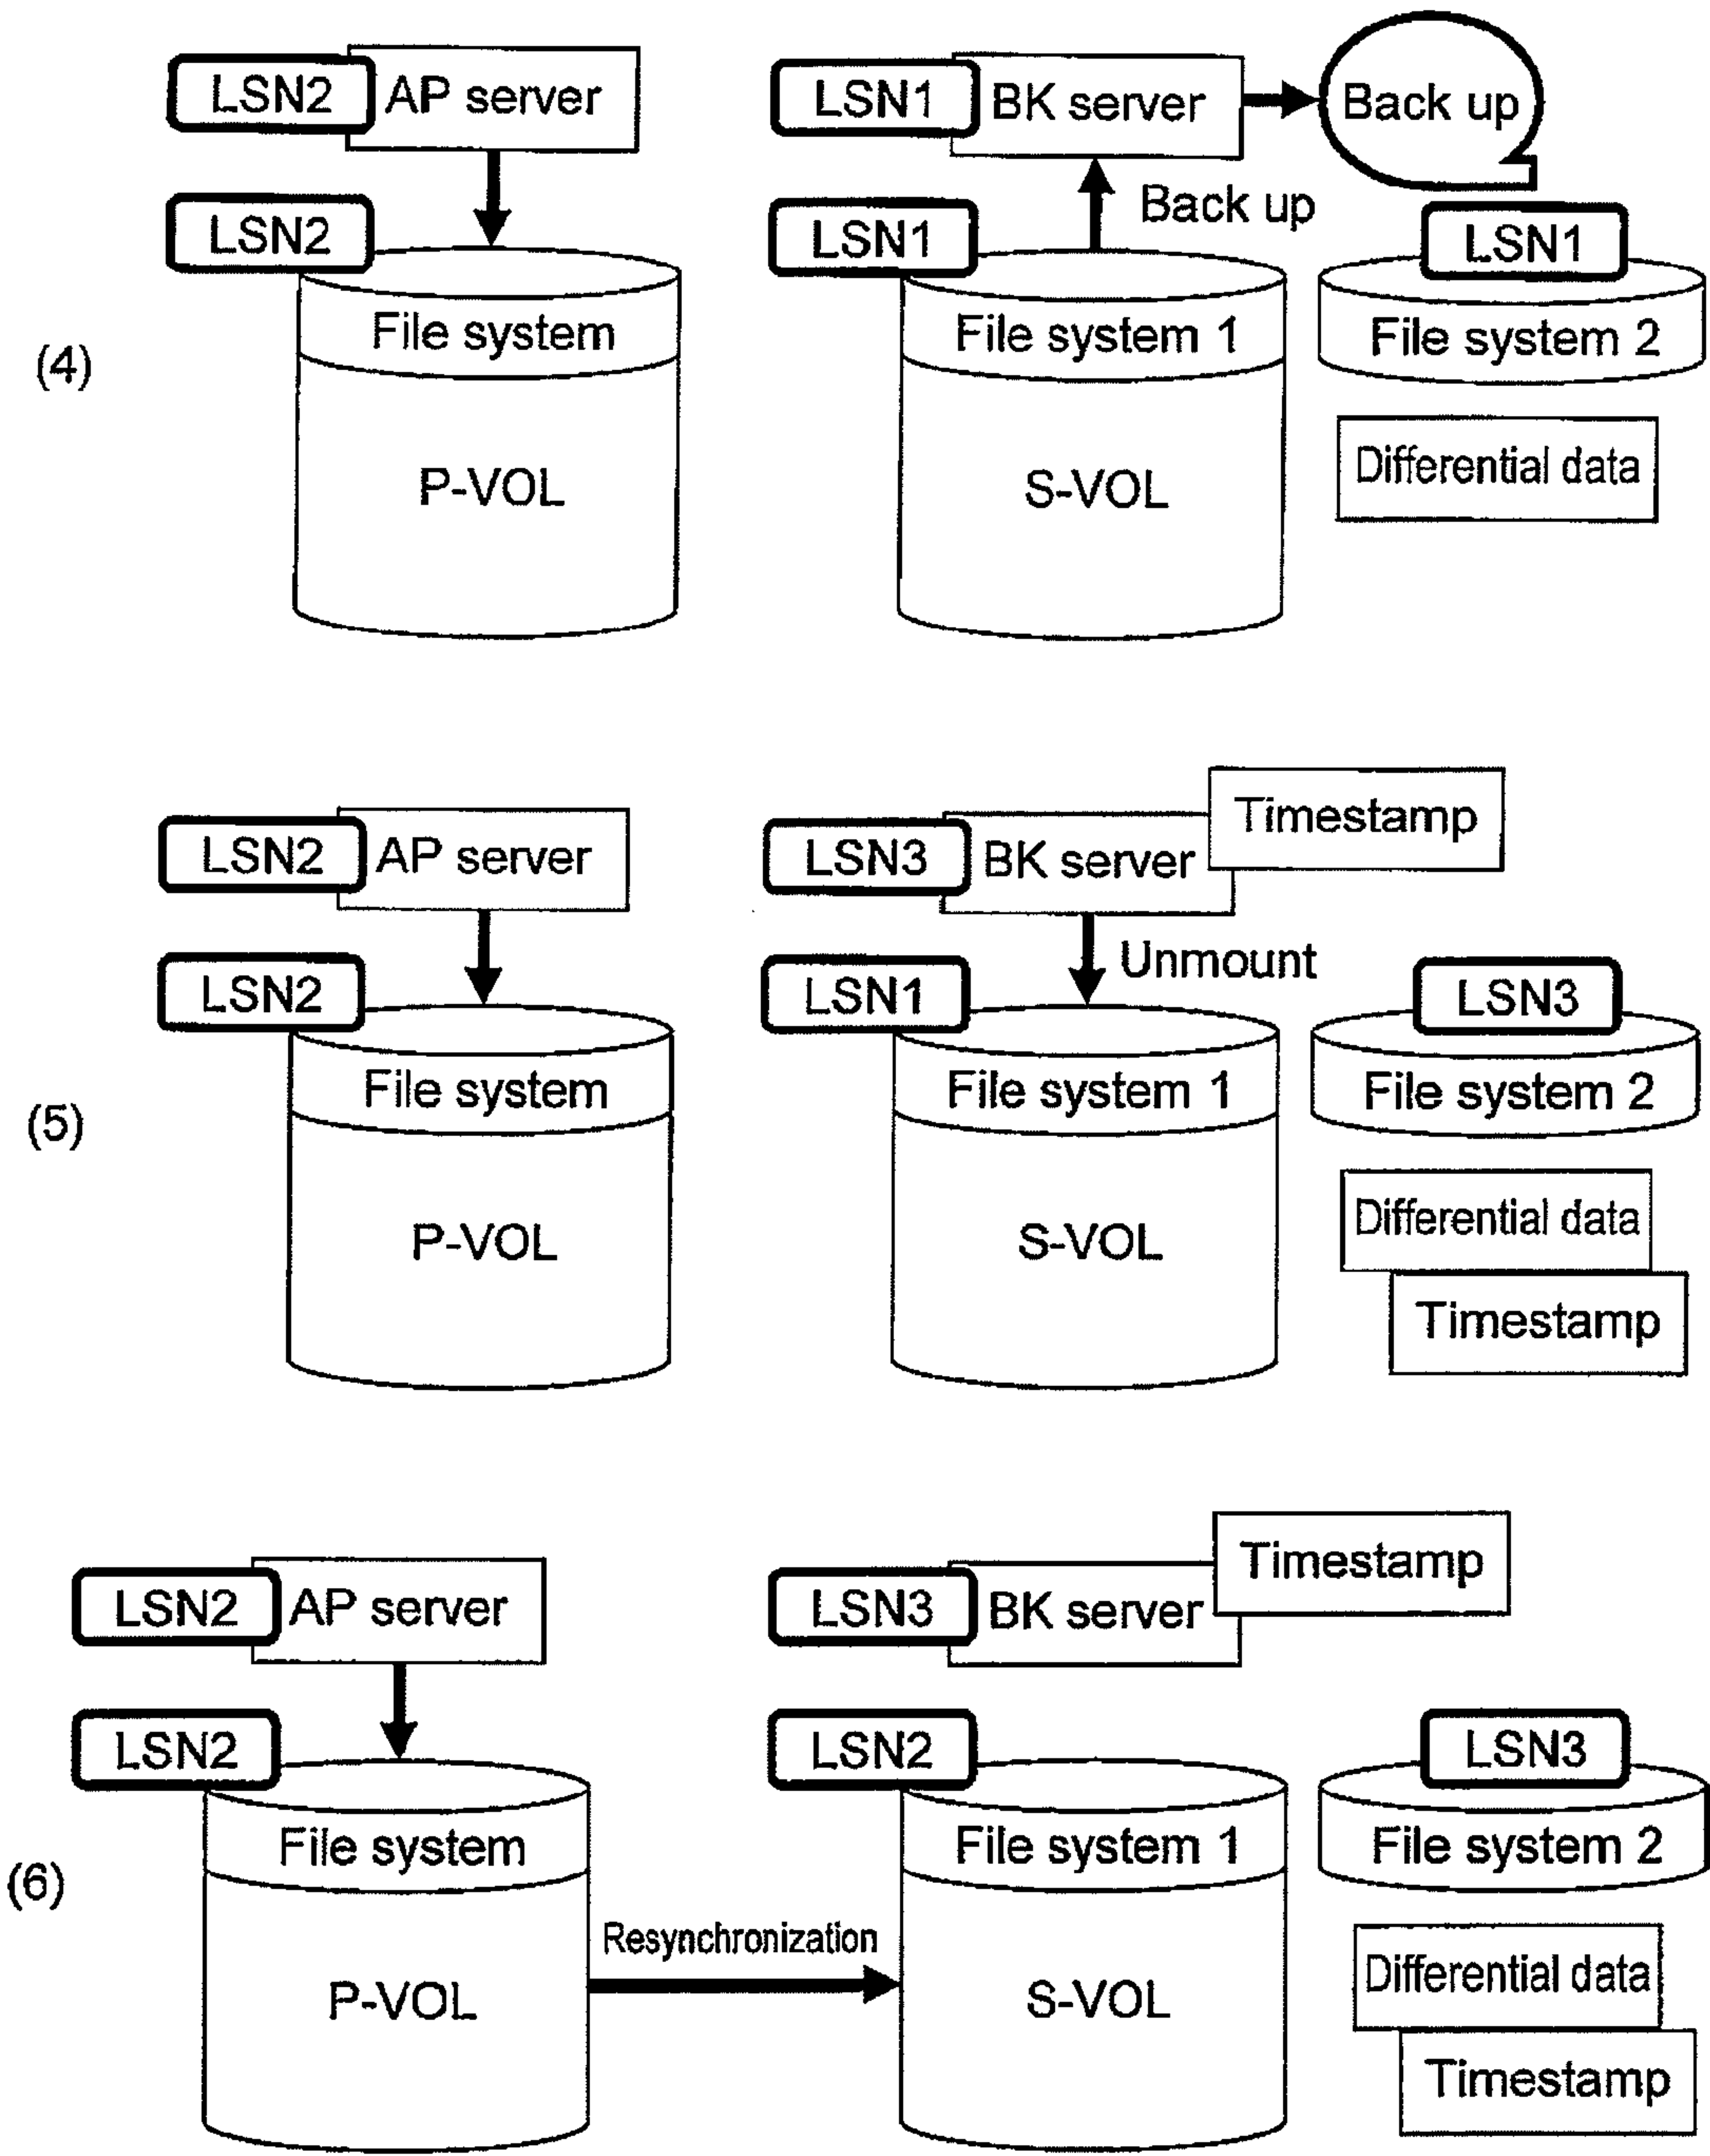 LSN2
AP server
LSN1
BK server
Back up
LSN2
LSN1
Back up
LSN1
File system
File system 1
File system 2
(4)
P-VOL
S-VOL
Differential data
Timestamp
LSN2
AP server
LSN3
BK server
Unmount
LSN2
LSN1
LSN3
File system
File system 1
File system 2
(5)
P-VOL
S-VOL
Differential data
Timestamp
Timestamp
LSN2
AP server
LSN3
BK server
LSN2
LSN2
LSN3
File system
File system 1
File system 2
(6)
Resynchronization
P-VOL
S-VOL
Differential data
Timestamp